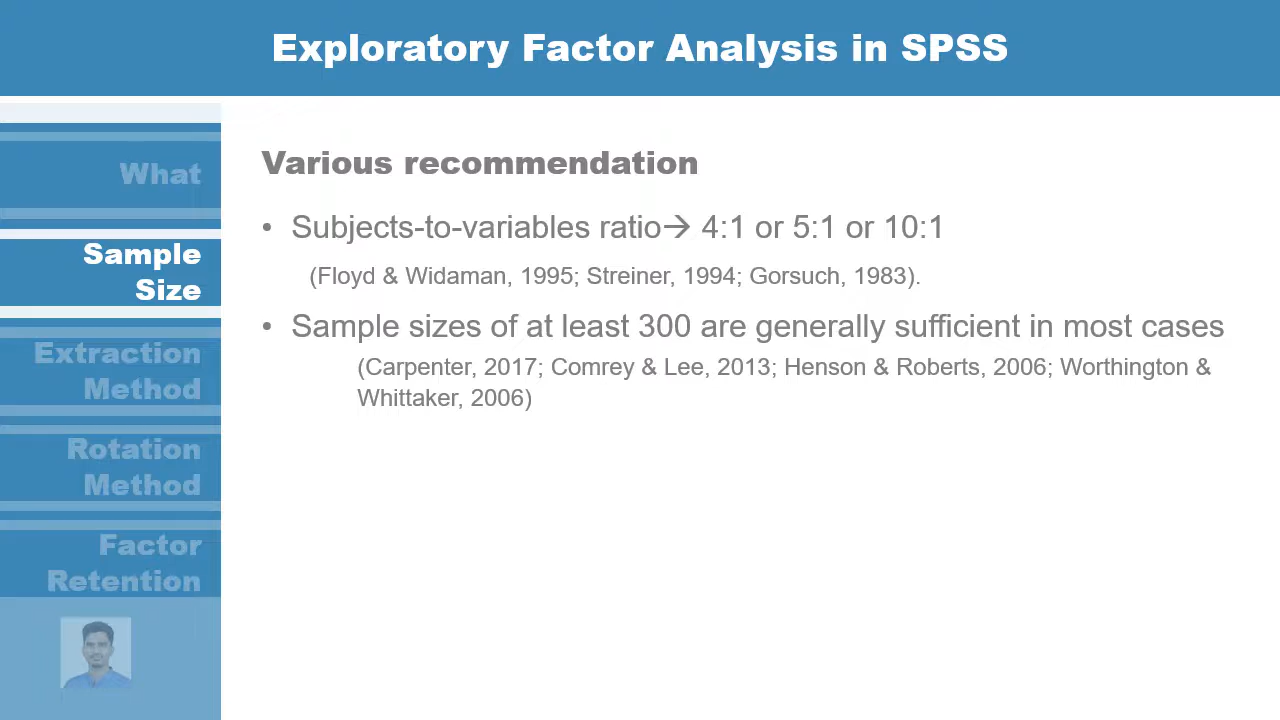 Exploratory Factor Analysis in SPSS
What
Sample
Size
Extraction
Method
Rotation
Method
Factor
Retention
Various recommendation
• Subjects-to-variables ratio→ 4:1 or 5:1 or 10:1
(Floyd & Widaman, 1995; Streiner, 1994; Gorsuch, 1983).
• Sample sizes of at least 300 are generally sufficient in most cases
(Carpenter, 2017; Comrey & Lee, 2013; Henson & Roberts, 2006; Worthington &
Whittaker, 2006)